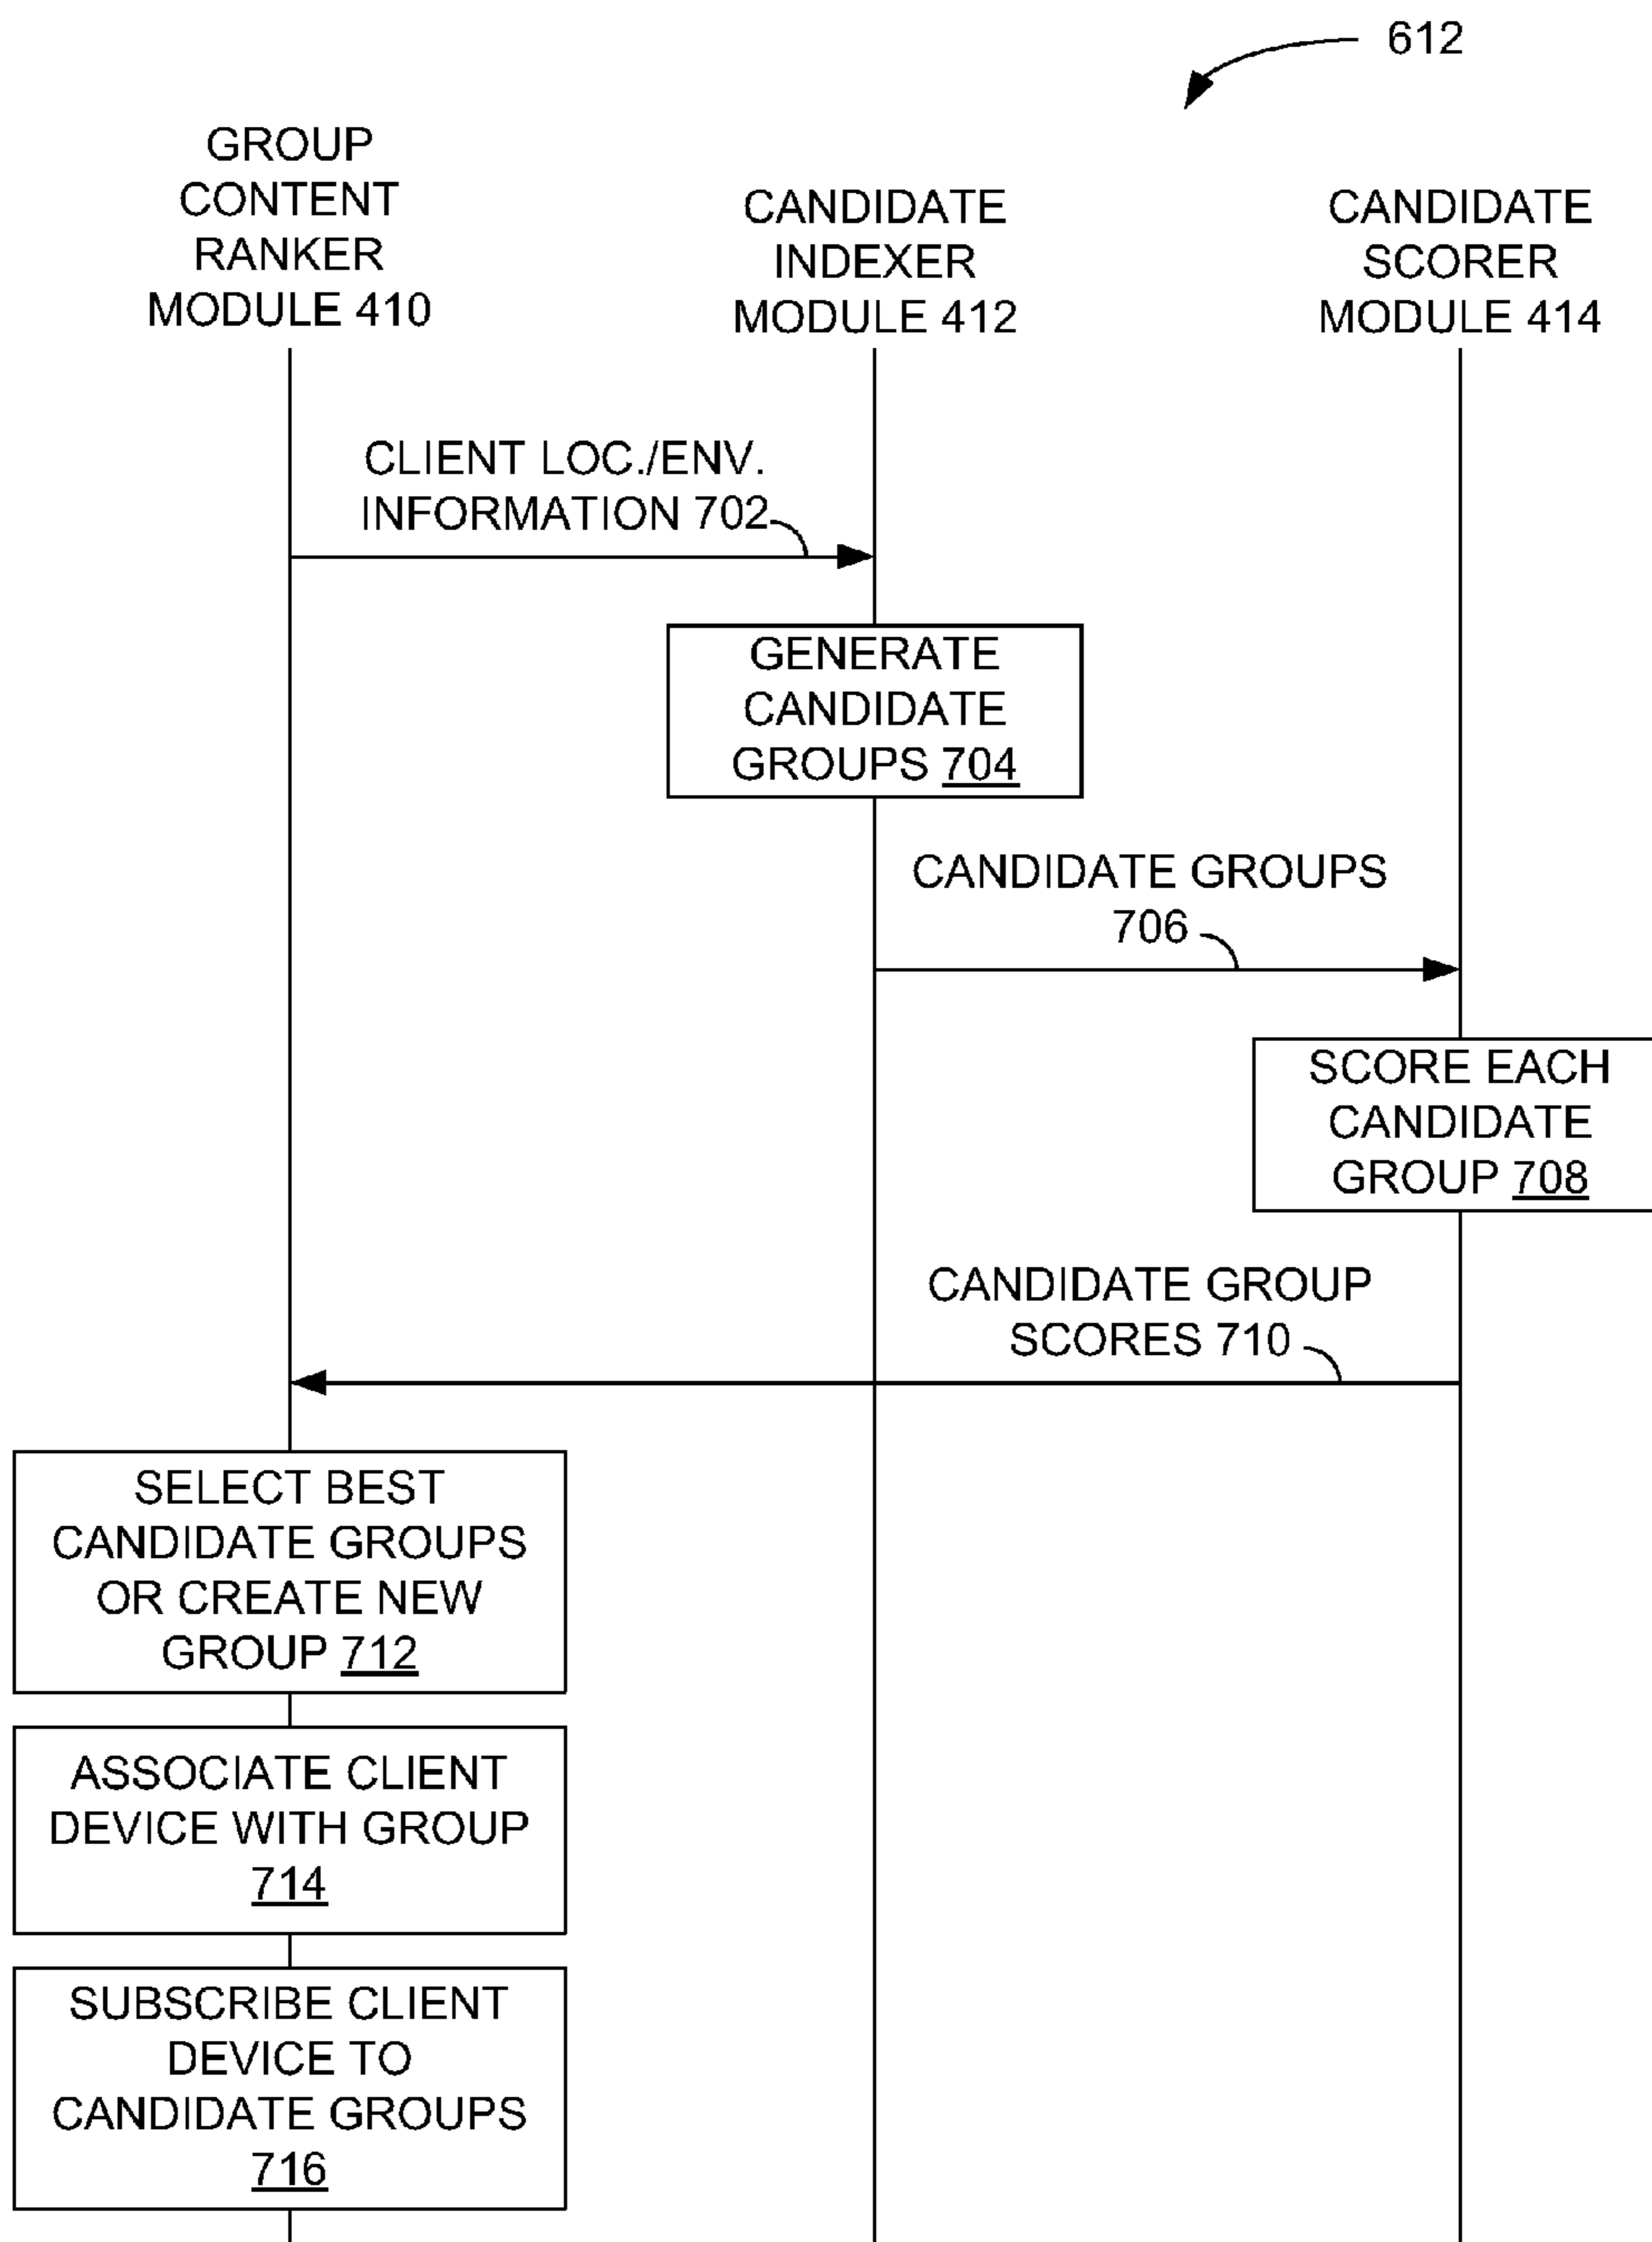 612
GROUP
CONTENT
RANKER
MODULE 410
CANDIDATE
INDEXER
MODULE 412
CANDIDATE
SCORER
MODULE 414
CLIENT LOC./ENV.
INFORMATION 702
GENERATE
CANDIDATE
GROUPS 704
CANDIDATE GROUPS
706
SCORE EACH
CANDIDATE
GROUP 708
CANDIDATE GROUP
SCORES 710
SELECT BEST
CANDIDATE GROUPS
OR CREATE NEW
GROUP 712
ASSOCIATE CLIENT
DEVICE WITH GROUP
714
SUBSCRIBE CLIENT
DEVICE TO
CANDIDATE GROUPS
716